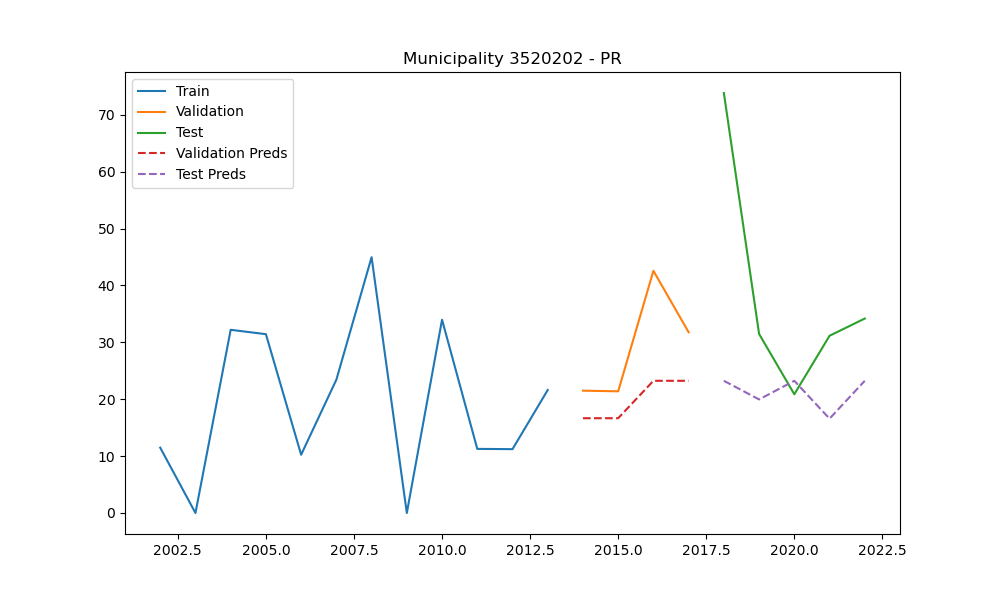 Municipality 3520202 - PR
Train
Validation
Test
Validation Preds
Test Preds
70
60
50
40
30
20
10
0
2002.5 2005.0 2007.5 2010.0 2012.5 2015.0 2017.5 2020.0 2022.5